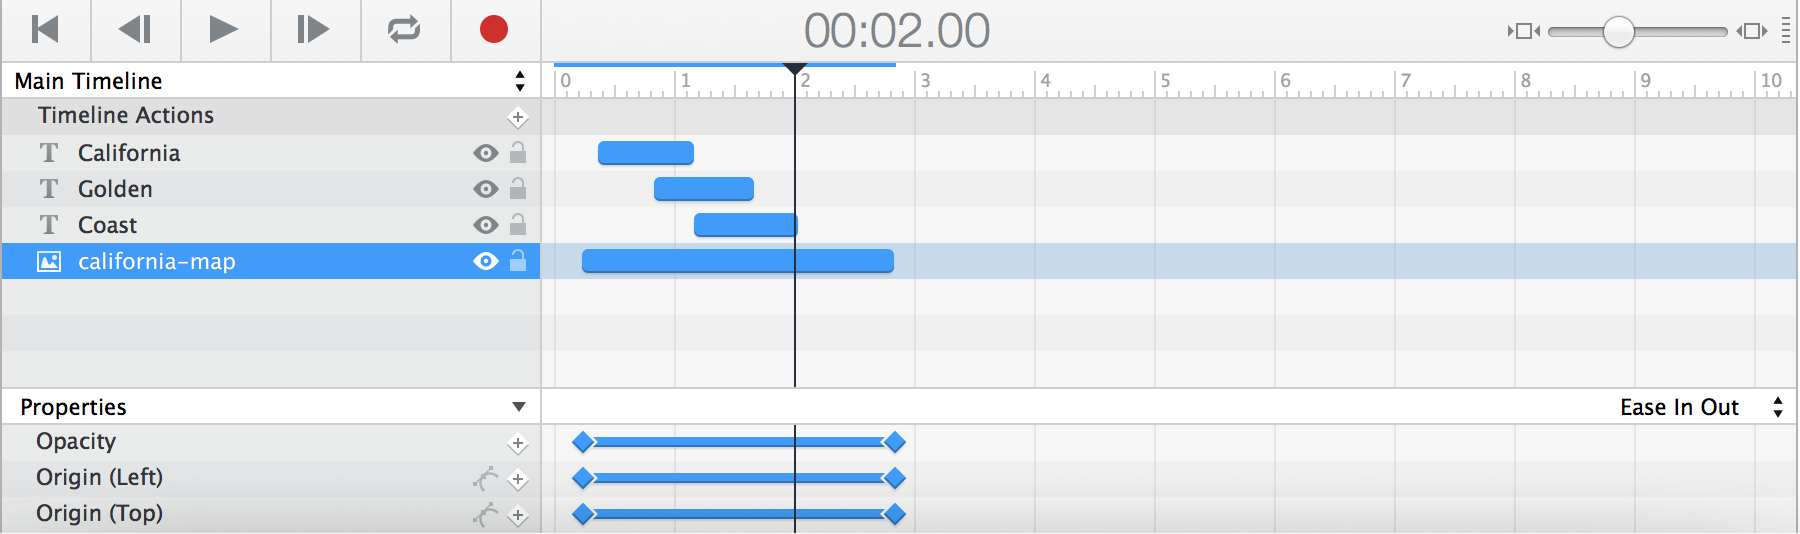 00:02.00
Main Timeline
0 1 2 3 4 5 6 7 8 9 10
Timeline Actions
T California
T Golden
T Coast
california-map
Properties
Ease In Out
Opacity
Origin (Left)
Origin (Top)